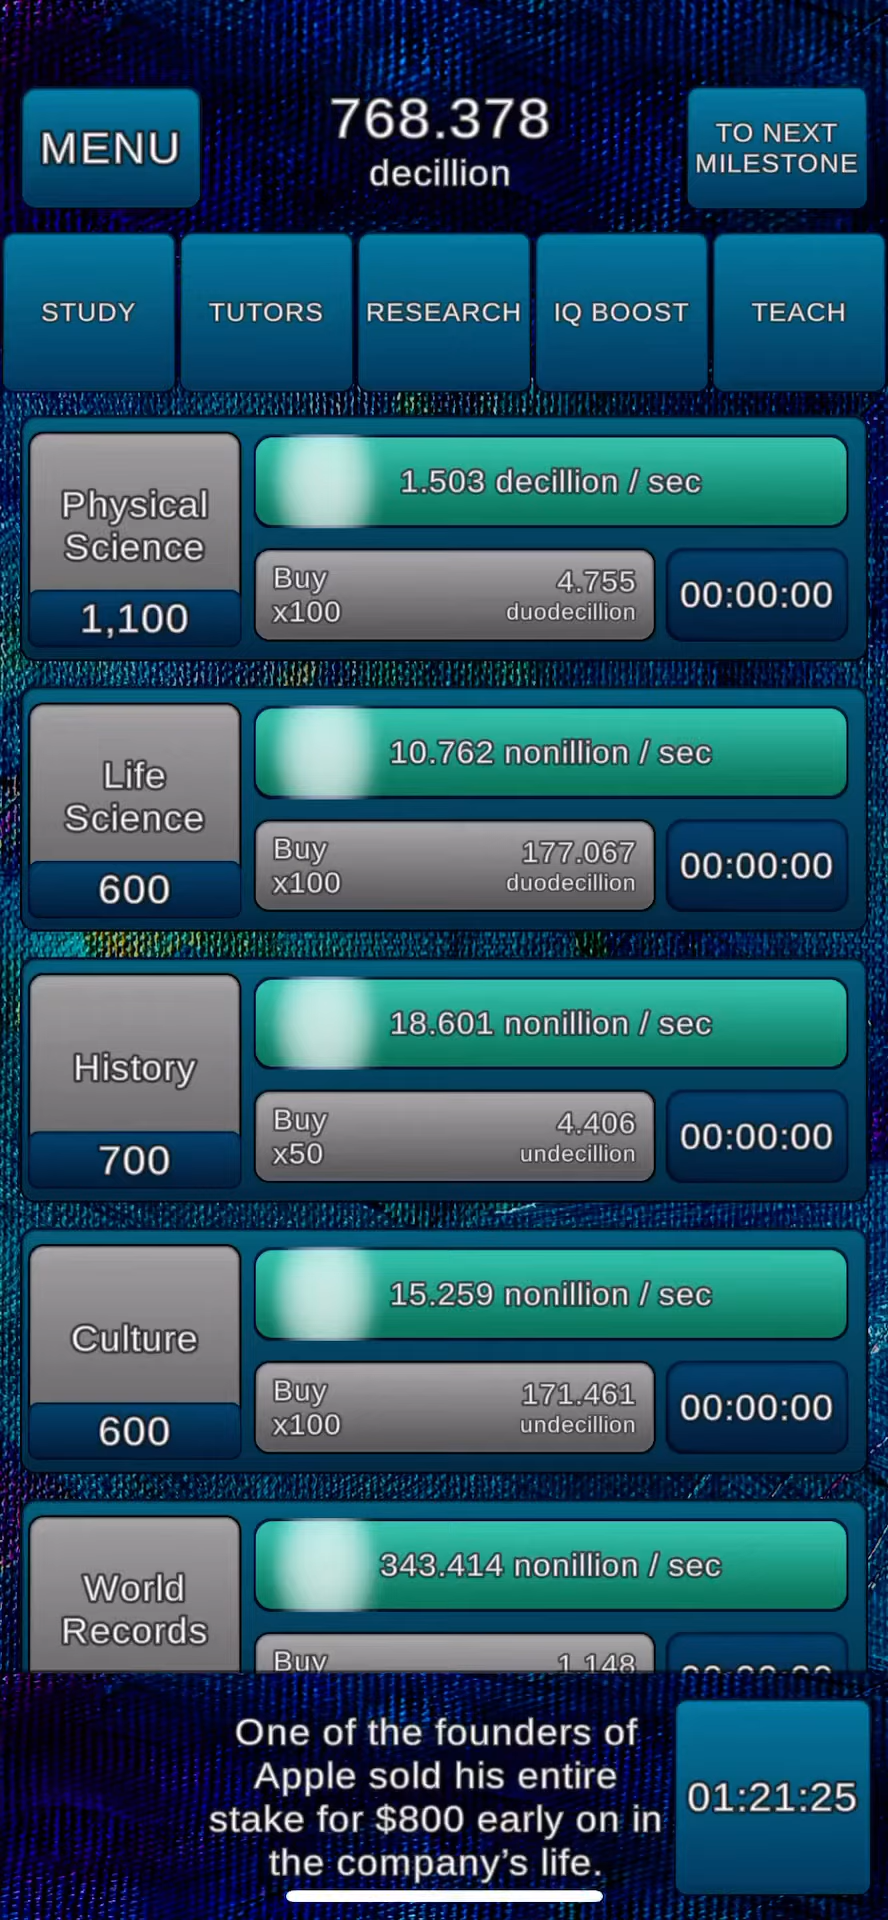 MENU
768.378
decillion
TO NEXT
MILESTONE
STUDY
TUTORS
RESEARCH
IQ BOOST
TEACH
Physical
Science
1,100
1.503 decillion / sec
Buy
x100
4.755
duodecillion
00:00:00
Life
Science
600
10.762 nonillion / sec
Buy
x100
177.067
duodecillion
00:00:00
History
700
18.601 nonillion / sec
Buy
x50
4.406
undecillion
00:00:00
Culture
600
15.259 nonillion / sec
Buy
x100
171.461
undecillion
00:00:00
World
Records
343.414 nonillion / sec
Buy
1.148
00:00:00
One of the founders of
Apple sold his entire
stake for $800 early on in
the company’s life.
01:21:25